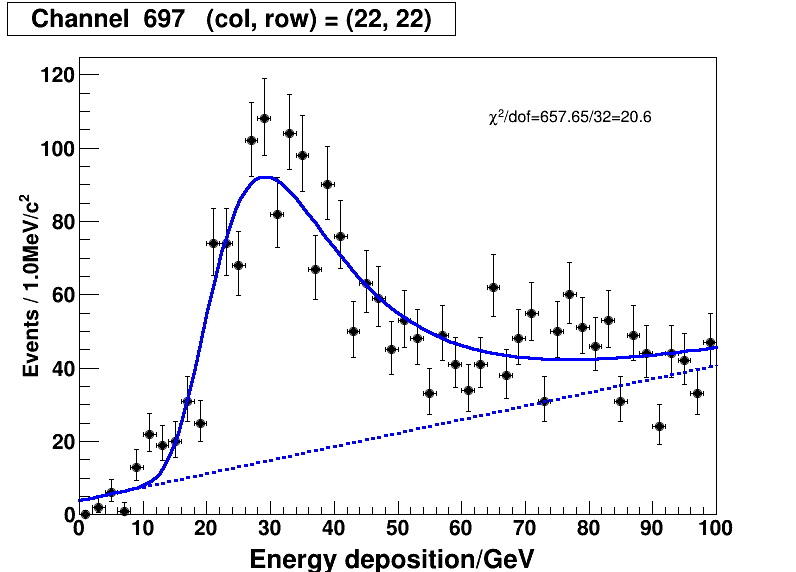 Channel 697 (col, row) = (22, 22)
χ²/dof=657.65/32=20.6
Events / 1.0MeV/c²
120
100
80
60
40
20
0
0 10 20 30 40 50 60 70 80 90 100
Energy deposition/GeV